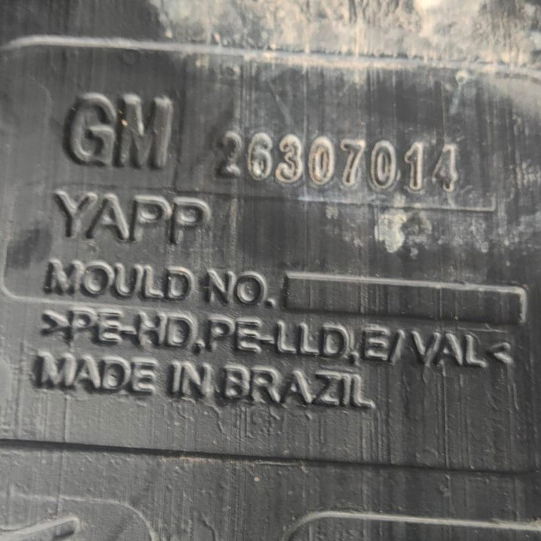 GM 26307014
YAPP
MOULD NO.
>PE-HD,PE-LLD,E/VAL<
MADE IN BRAZIL